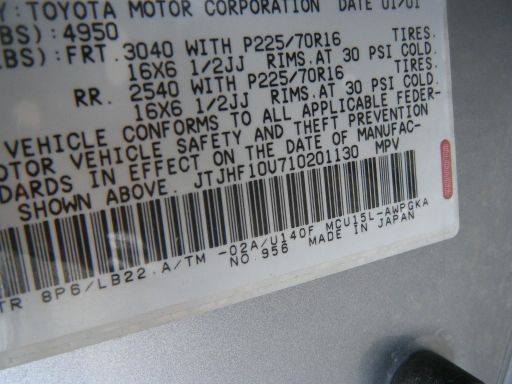 Y:TOYOTA MOTOR CORPORATION DATE 01/01
BS):4950
LBS):FRT. 3040 WITH P225/70R16 TIRES.
16X6 1/2JJ RIMS.AT 30 PSI COLD.
RR. 2540 WITH P225/70R16 TIRES.
16X6 1/2JJ RIMS.AT 30 PSI COLD.
VEHICLE CONFORMS TO ALL APPLICABLE FEDER-
OTOR VEHICLE SAFETY AND THEFT PREVENTION
DARDS IN EFFECT ON THE DATE OF MANUFAC-
SHOWN ABOVE. JTJHF10U710201130 MPV
TR 8P6/LB22.A/TM -02A/U140F MCU15L-AWPGKA
NO.956 MADE IN JAPAN